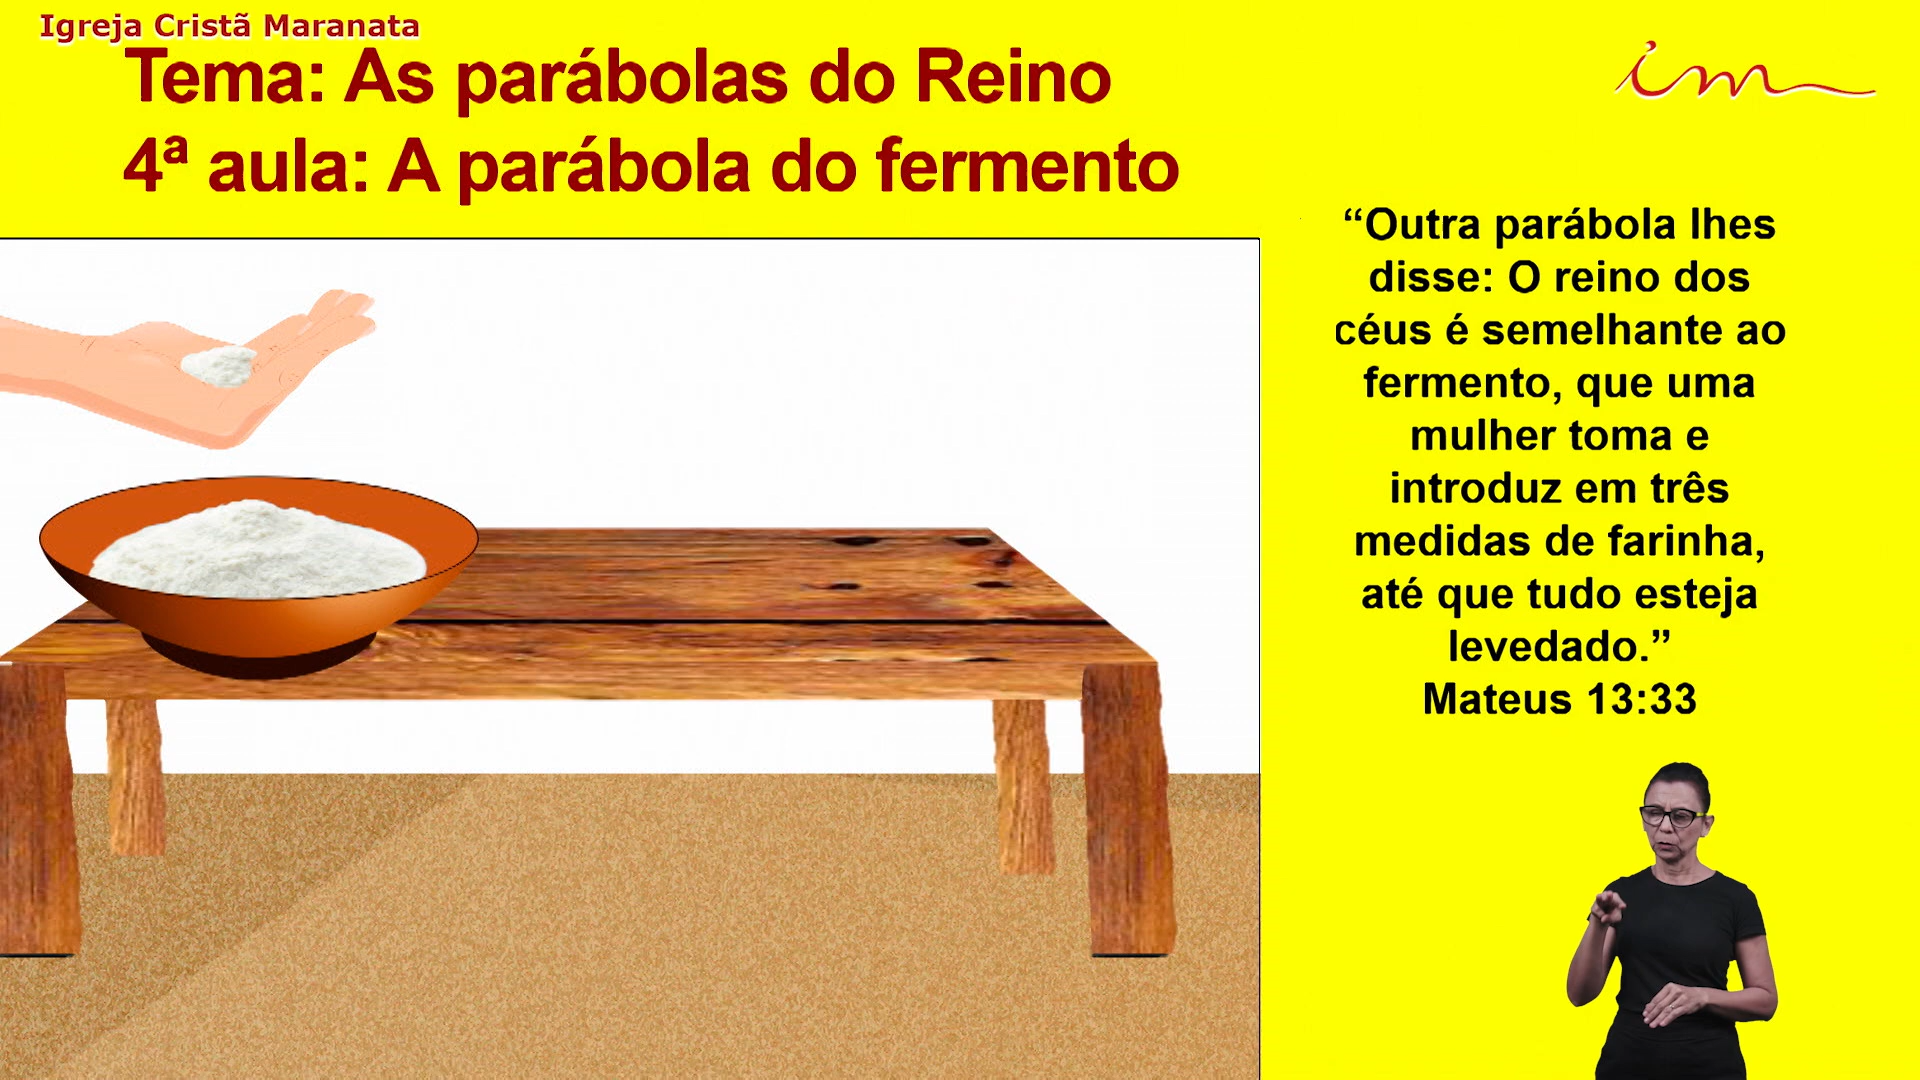 Igreja Cristã Maranata
Tema: As parábolas do Reino
4ª aula: A parábola do fermento
“Outra parábola lhes
disse: O reino dos
céus é semelhante ao
fermento, que uma
mulher toma e
introduz em três
medidas de farinha,
até que tudo esteja
levedado.”
Mateus 13:33
im